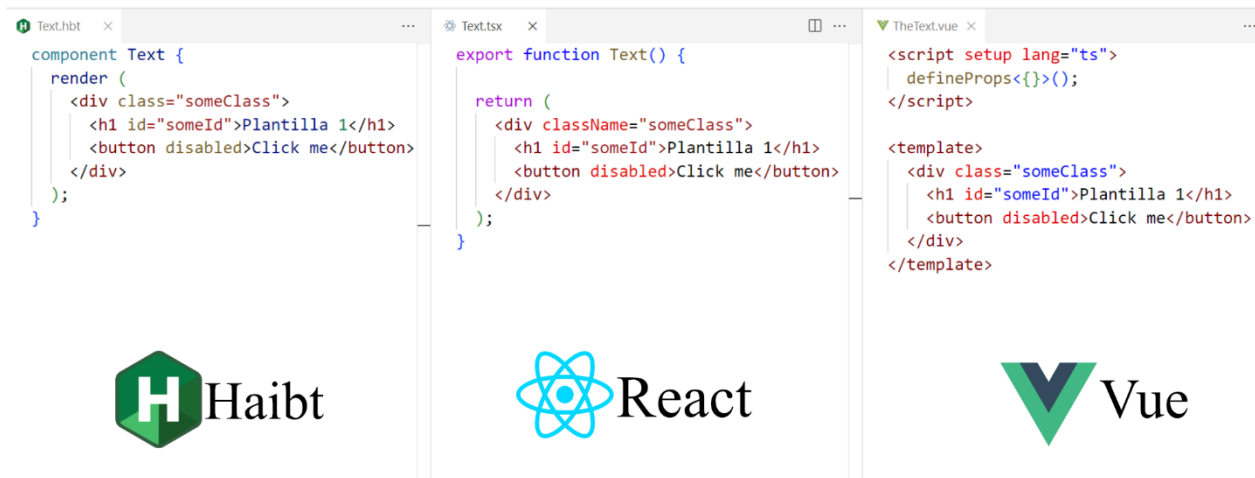 Text.hbt
component Text {
render (
<div class="someClass">
<h1 id="someId">Plantilla 1</h1>
<button disabled>Click me</button>
</div>
);
}
H Haibt
Text.tsx
export function Text() {
return (
<div className="someClass">
<h1 id="someId">Plantilla 1</h1>
<button disabled>Click me</button>
</div>
);
}
React
TheText.vue
<script setup lang="ts">
defineProps<{}>();
</script>
<template>
<div class="someClass">
<h1 id="someId">Plantilla 1</h1>
<button disabled>Click me</button>
</div>
</template>
Vue